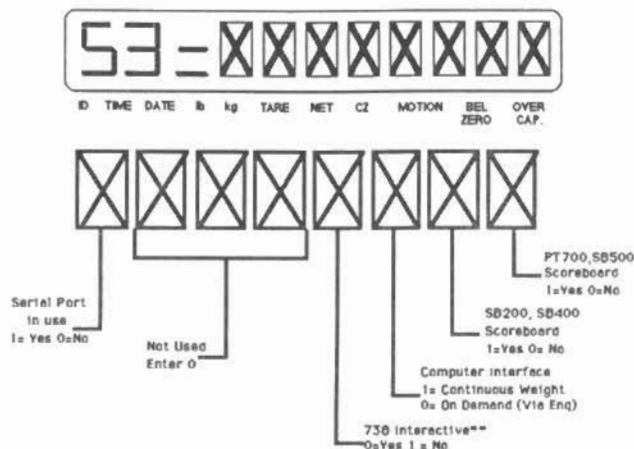 S3=XXXXXXXX
ID TIME DATE lb kg TARE NET CZ MOTION BEL ZERO OVER CAP.
PT700,SB500
Scoreboard
1=Yes 0=No
SB200, SB400
Scoreboard
1=Yes 0= No
Computer Interface
1= Continuous Weight
0= On Demand (Via Enq)
738 Interactive**
0=Yes 1 = No
Not Used
Enter 0
Serial Port
in use
1= Yes 0=No